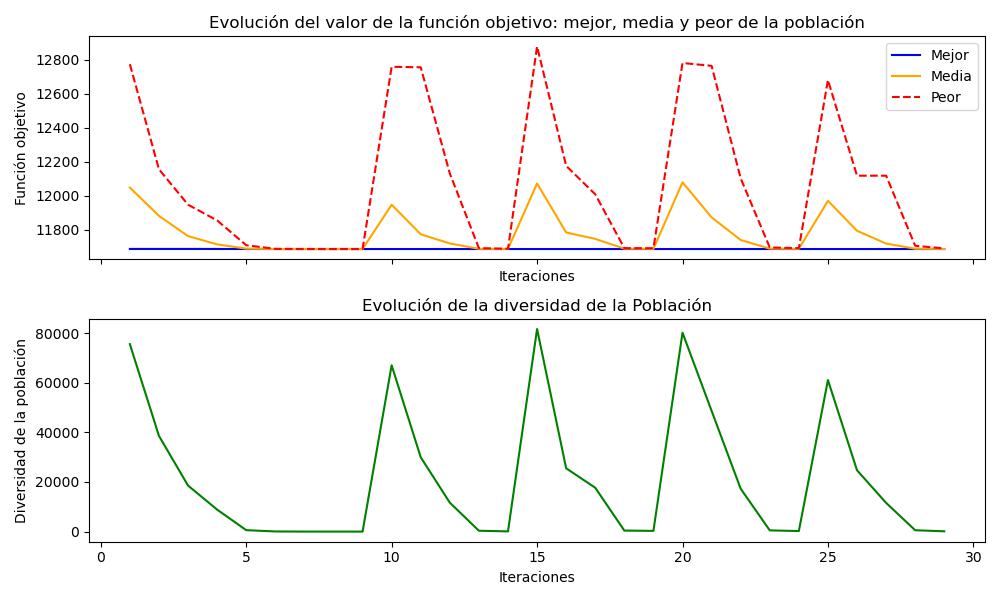 Evolución del valor de la función objetivo: mejor, media y peor de la población
Función objetivo
12800
12600
12400
12200
12000
11800
Mejor
Media
Peor
Iteraciones
Evolución de la diversidad de la Población
Diversidad de la población
80000
60000
40000
20000
0
0 5 10 15 20 25 30
Iteraciones